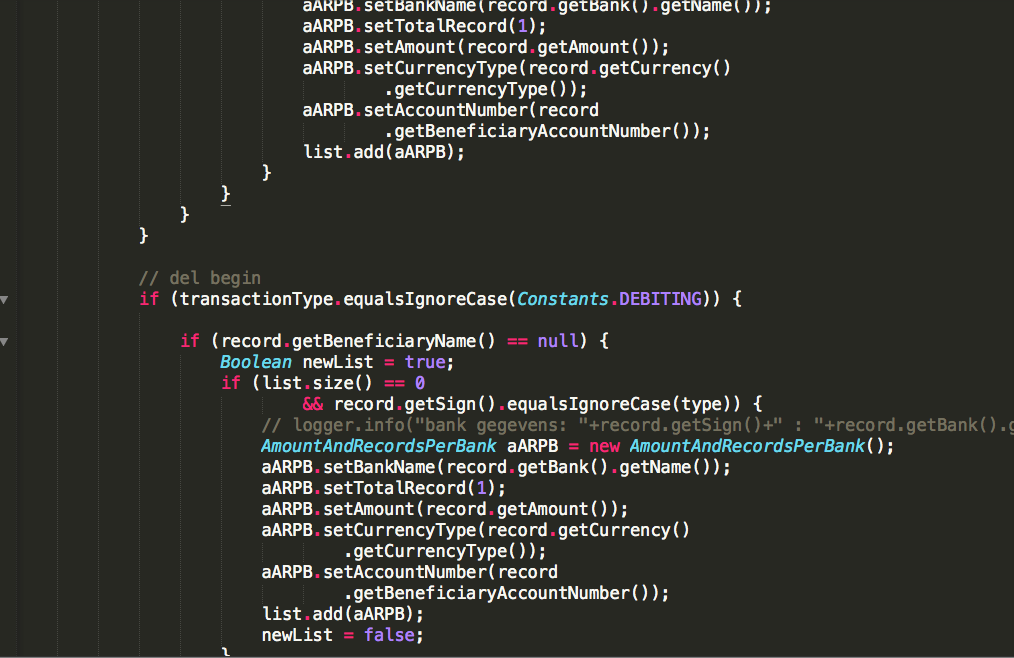 aARPB.setBankName(record.getBank().getName());
aARPB.setTotalRecord(1);
aARPB.setAmount(record.getAmount());
aARPB.setCurrencyType(record.getCurrency()
.getCurrencyType());
aARPB.setAccountNumber(record
.getBeneficiaryAccountNumber());
list.add(aARPB);
}
}
}
}
// del begin
if (transactionType.equalsIgnoreCase(Constants.DEBITING)) {
if (record.getBeneficiaryName() == null) {
Boolean newList = true;
if (list.size() == 0
&& record.getSign().equalsIgnoreCase(type)) {
// logger.info("bank gegevens: "+record.getSign()+" : "+record.getBank().g
AmountAndRecordsPerBank aARPB = new AmountAndRecordsPerBank();
aARPB.setBankName(record.getBank().getName());
aARPB.setTotalRecord(1);
aARPB.setAmount(record.getAmount());
aARPB.setCurrencyType(record.getCurrency()
.getCurrencyType());
aARPB.setAccountNumber(record
.getBeneficiaryAccountNumber());
list.add(aARPB);
newList = false;
}